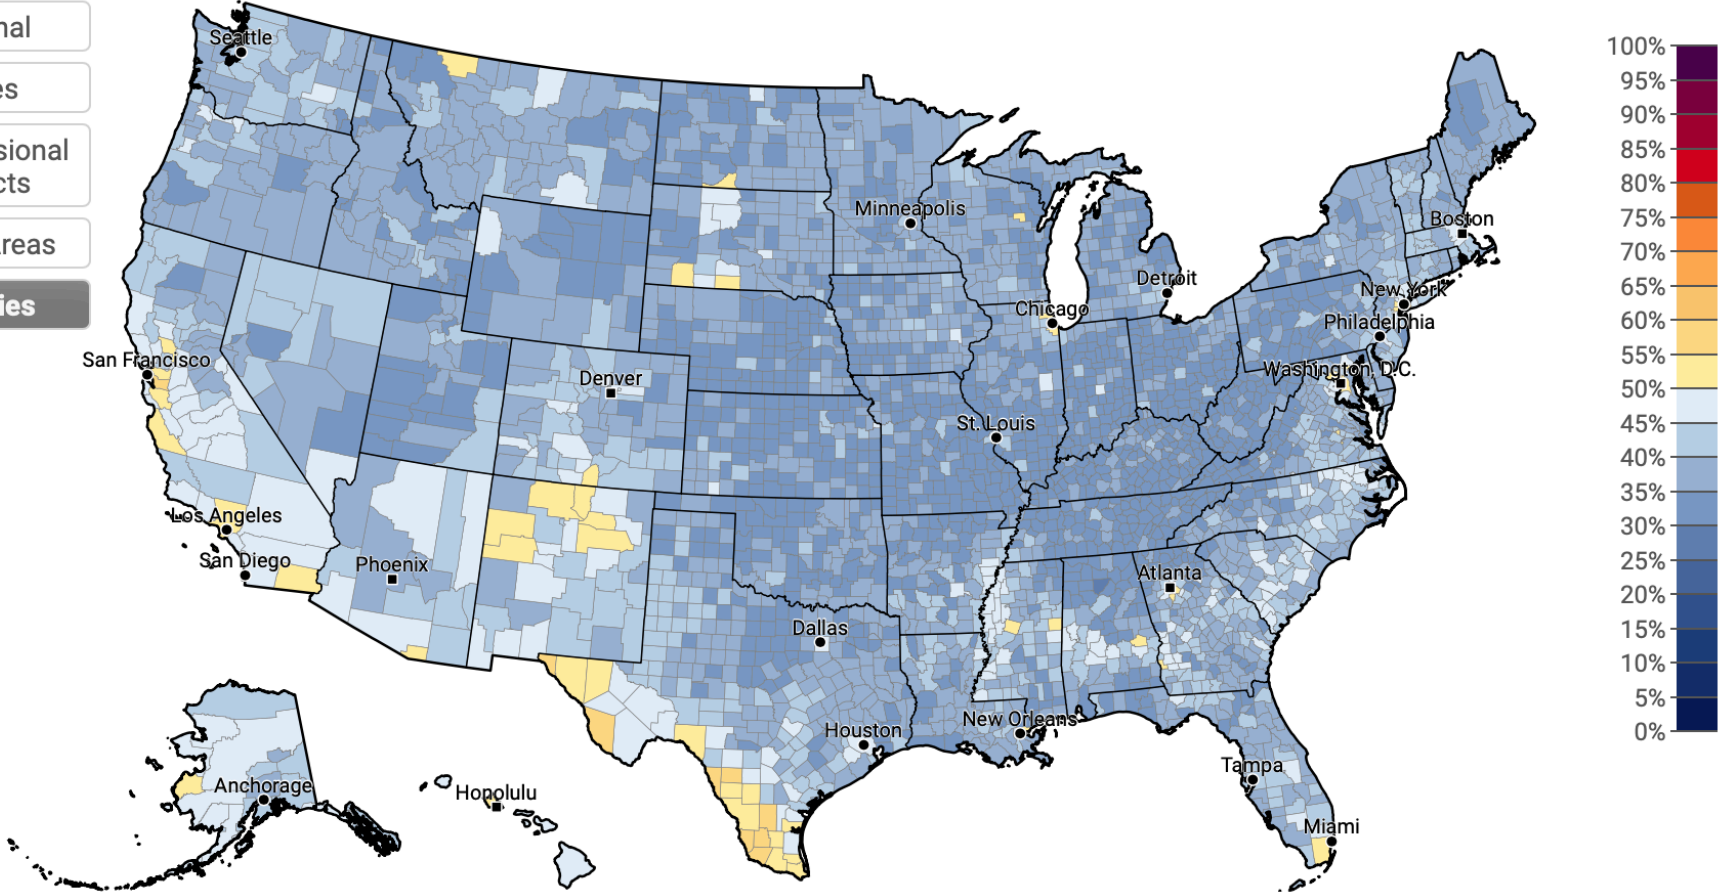 nal
es
sional
cts
reas
ies
Seattle
Minneapolis
Boston
Detroit
New York
Chicago
Philadelphia
San Francisco
Washington, D.C.
Denver
St. Louis
Los Angeles
San Diego
Phoenix
Atlanta
Dallas
New Orleans
Houston
Tampa
Anchorage
Honolulu
Miami
100%
95%
90%
85%
80%
75%
70%
65%
60%
55%
50%
45%
40%
35%
30%
25%
20%
15%
10%
5%
0%